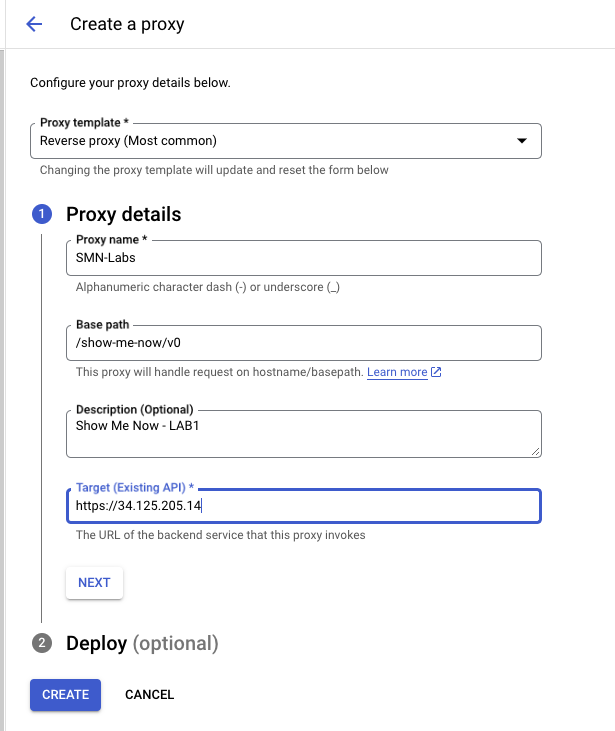 Create a proxy
Configure your proxy details below.
Proxy template *
Reverse proxy (Most common)
Changing the proxy template will update and reset the form below
1 Proxy details
Proxy name *
SMN-Labs
Alphanumeric character dash (-) or underscore (_)
Base path
/show-me-now/v0
This proxy will handle request on hostname/basepath. Learn more
Description (Optional)
Show Me Now - LAB1
Target (Existing API) *
https://34.125.205.14
The URL of the backend service that this proxy invokes
NEXT
2 Deploy (optional)
CREATE CANCEL